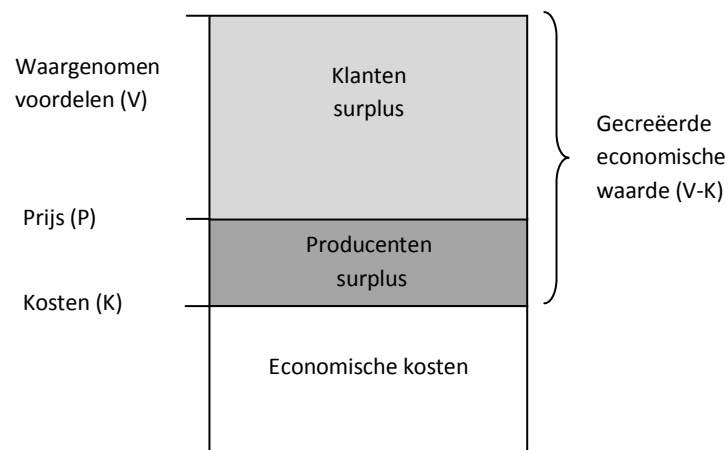 Waargenomen
voordelen (V)
Klanten
surplus
Gecreëerde
economische
waarde (V-K)
Prijs (P)
Producenten
surplus
Kosten (K)
Economische kosten